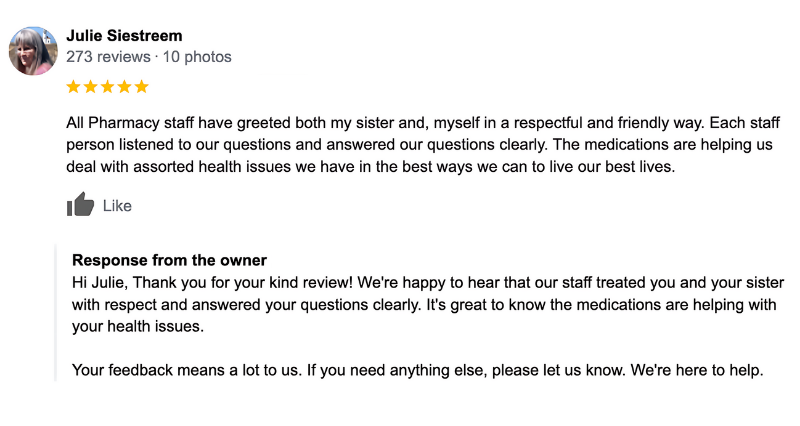 Julie Siestreem
273 reviews · 10 photos
All Pharmacy staff have greeted both my sister and, myself in a respectful and friendly way. Each staff
person listened to our questions and answered our questions clearly. The medications are helping us
deal with assorted health issues we have in the best ways we can to live our best lives.
Like
Response from the owner
Hi Julie, Thank you for your kind review! We're happy to hear that our staff treated you and your sister
with respect and answered your questions clearly. It's great to know the medications are helping with
your health issues.
Your feedback means a lot to us. If you need anything else, please let us know. We're here to help.